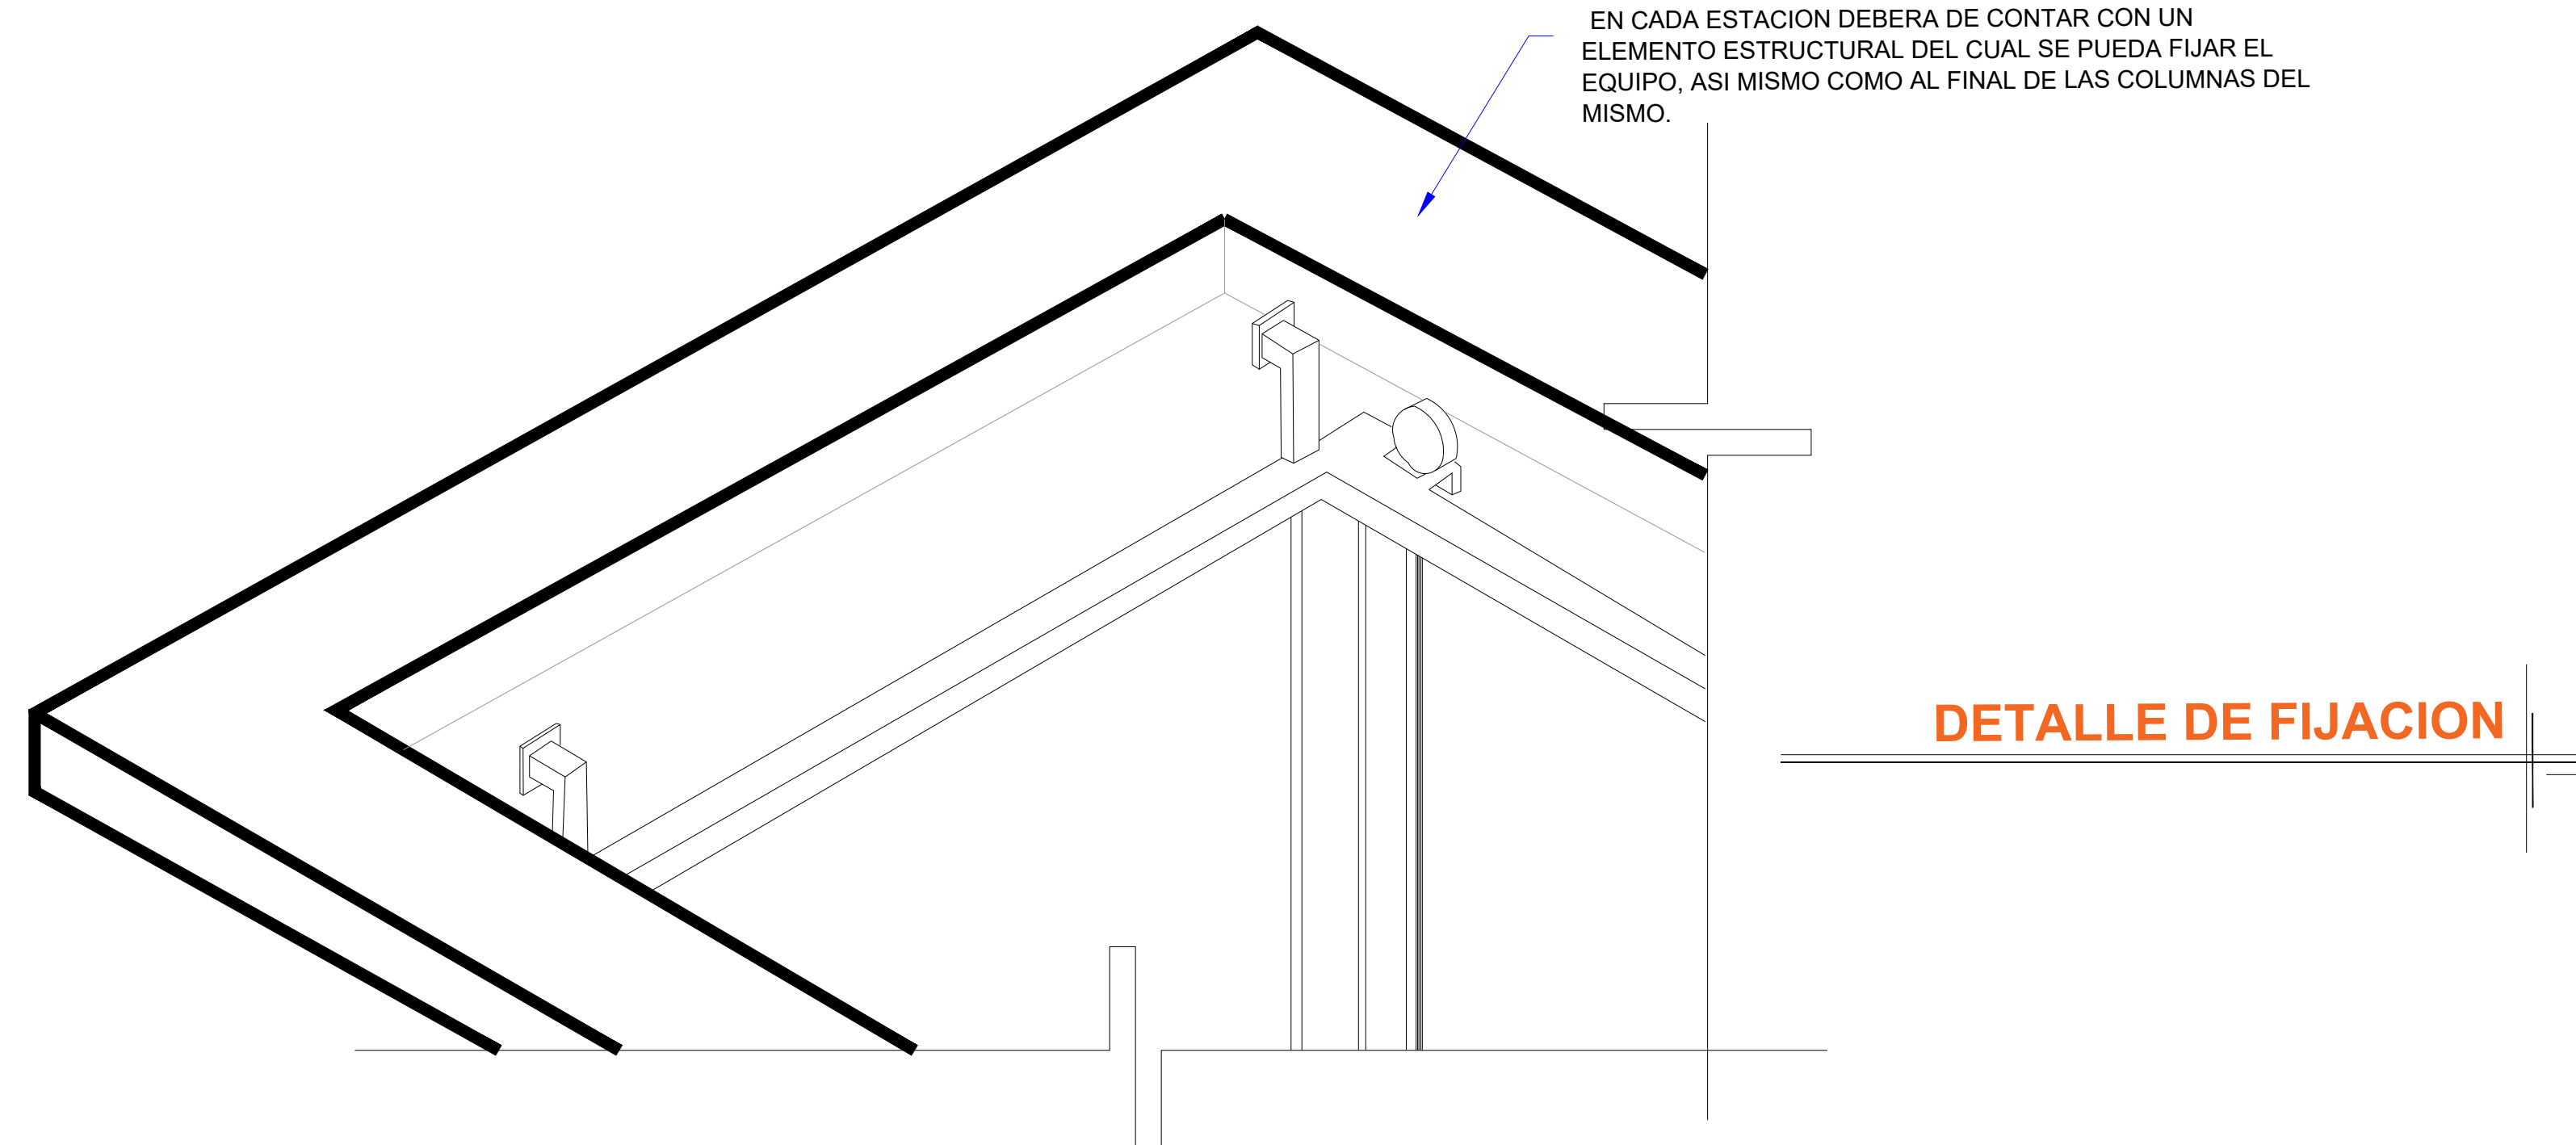 EN CADA ESTACION DEBERA DE CONTAR CON UN
ELEMENTO ESTRUCTURAL DEL CUAL SE PUEDA FIJAR EL
EQUIPO, ASI MISMO COMO AL FINAL DE LAS COLUMNAS DEL
MISMO.
DETALLE DE FIJACION